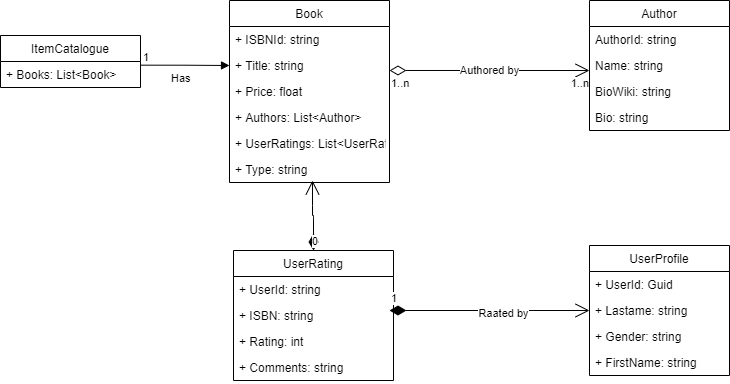 ItemCatalogue
+ Books: List<Book>
1
Has
Book
+ ISBNId: string
+ Title: string
+ Price: float
+ Authors: List<Author>
+ UserRatings: List<UserRat
+ Type: string
1..n
Authored by
1..n
Author
AuthorId: string
Name: string
BioWiki: string
Bio: string
0
UserRating
+ UserId: string
+ ISBN: string
+ Rating: int
+ Comments: string
1
Raated by
UserProfile
+ UserId: Guid
+ Lastame: string
+ Gender: string
+ FirstName: string